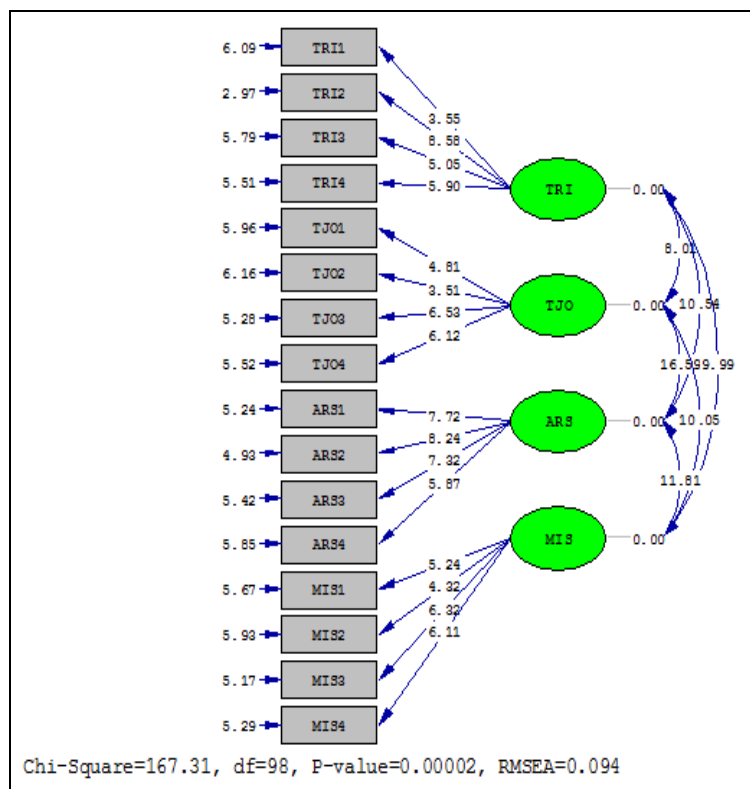 6.09 TRI1
3.55
2.97 TRI2
8.58
5.79 TRI3
5.05
5.51 TRI4
5.90
TRI 0.00
5.96 TJO1
4.81
6.16 TJO2
3.51
5.28 TJO3
6.53
5.52 TJO4
6.12
TJO 0.00
5.24 ARS1
7.72
4.93 ARS2
8.24
5.42 ARS3
7.32
5.85 ARS4
5.87
ARS 0.00
5.67 MIS1
5.24
5.93 MIS2
4.32
5.17 MIS3
6.32
5.29 MIS4
6.11
MIS 0.00
8.01
10.54
16.59
9.99
10.05
11.81
Chi-Square=167.31, df=98, P-value=0.00002, RMSEA=0.094